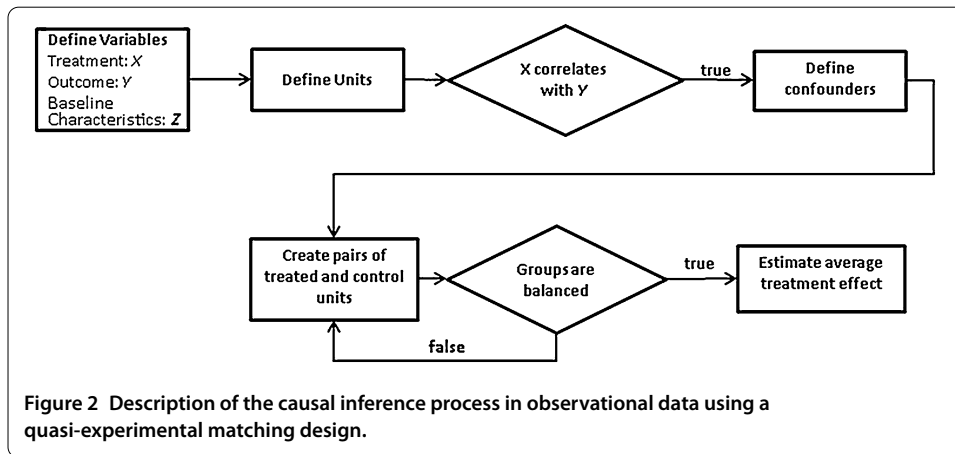 Define Variables
Treatment: X
Outcome: Y
Baseline
Characteristics: Z
Define Units
X correlates
with Y
true
Define
confounders
Create pairs of
treated and control
units
Groups are
balanced
true
Estimate average
treatment effect
false
Figure 2 Description of the causal inference process in observational data using a
quasi-experimental matching design.